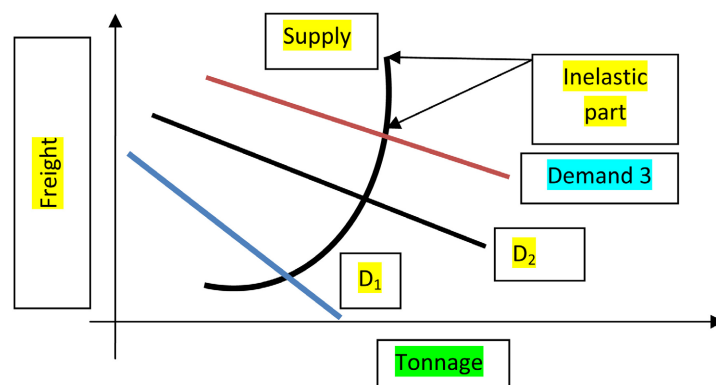 Supply
Inelastic
part
Freight
Demand 3
D₂
D₁
Tonnage